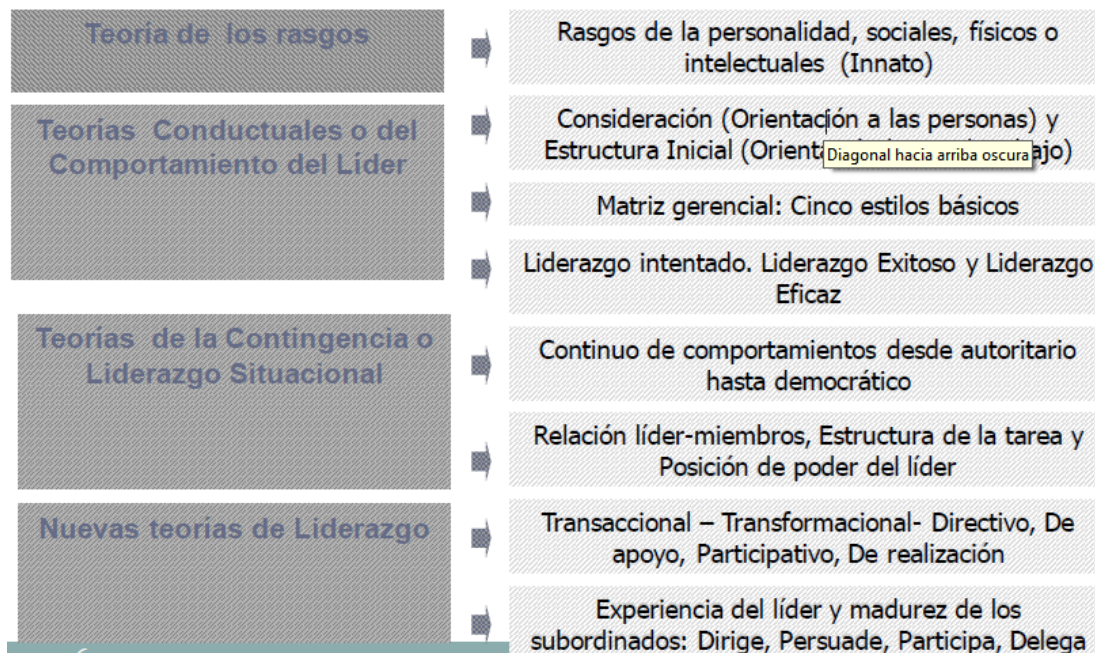 Teoría de los rasgos
Rasgos de la personalidad, sociales, físicos o
intelectuales (Innato)
Teorías Conductuales o del
Comportamiento del Líder
Consideración (Orientación a las personas) y
Estructura Inicial (Orient
Diagonal hacia arriba oscura
ajo)
Matriz gerencial: Cinco estilos básicos
Liderazgo intentado. Liderazgo Exitoso y Liderazgo
Eficaz
Teorías de la Contingencia o
Liderazgo Situacional
Continuo de comportamientos desde autoritario
hasta democrático
Relación líder-miembros, Estructura de la tarea y
Posición de poder del líder
Nuevas teorías de Liderazgo
Transaccional – Transformacional- Directivo, De
apoyo, Participativo, De realización
Experiencia del líder y madurez de los
subordinados: Dirige, Persuade, Participa, Delega